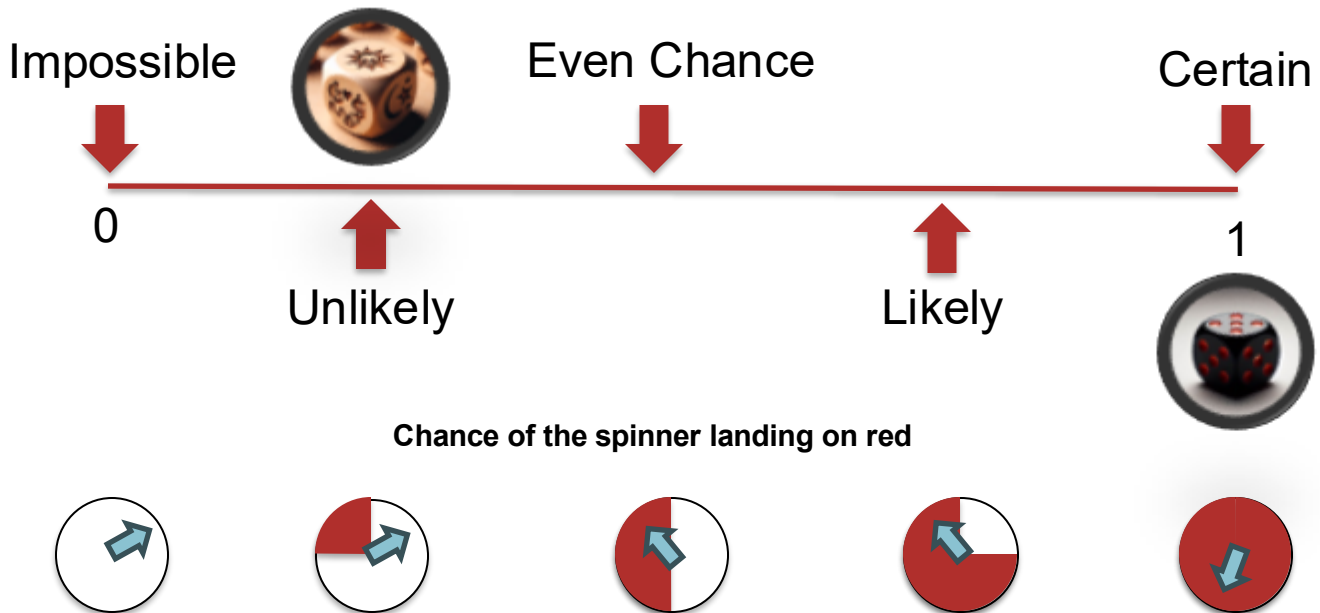 Impossible
Even Chance
Certain
0
1
Unlikely
Likely
Chance of the spinner landing on red